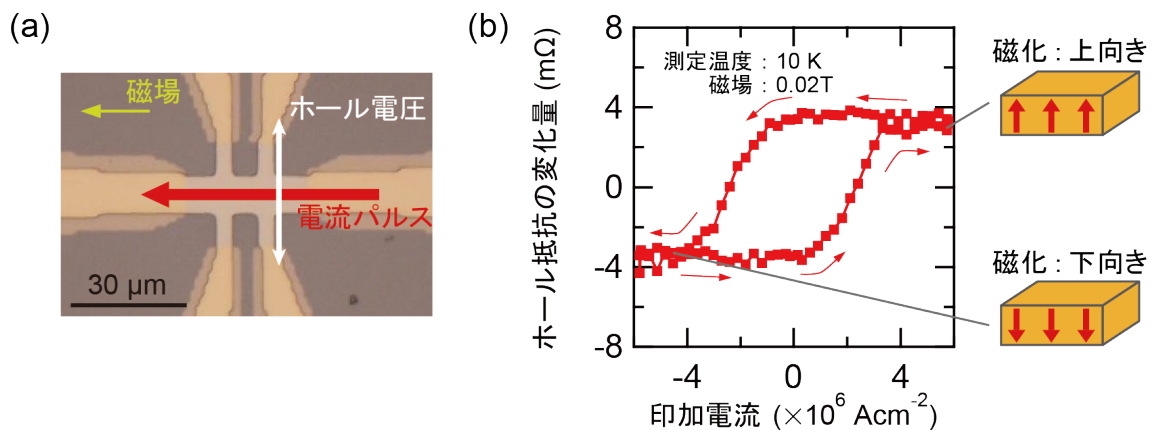 (a)
磁場
ホール電圧
電流パルス
30 μm
(b)
ホール抵抗の変化量 (mΩ)
8
4
0
-4
-8
測定温度 : 10 K
磁場 : 0.02T
-4 0 4
印加電流 (×10⁶ Acm⁻²)
磁化 : 上向き
磁化 : 下向き